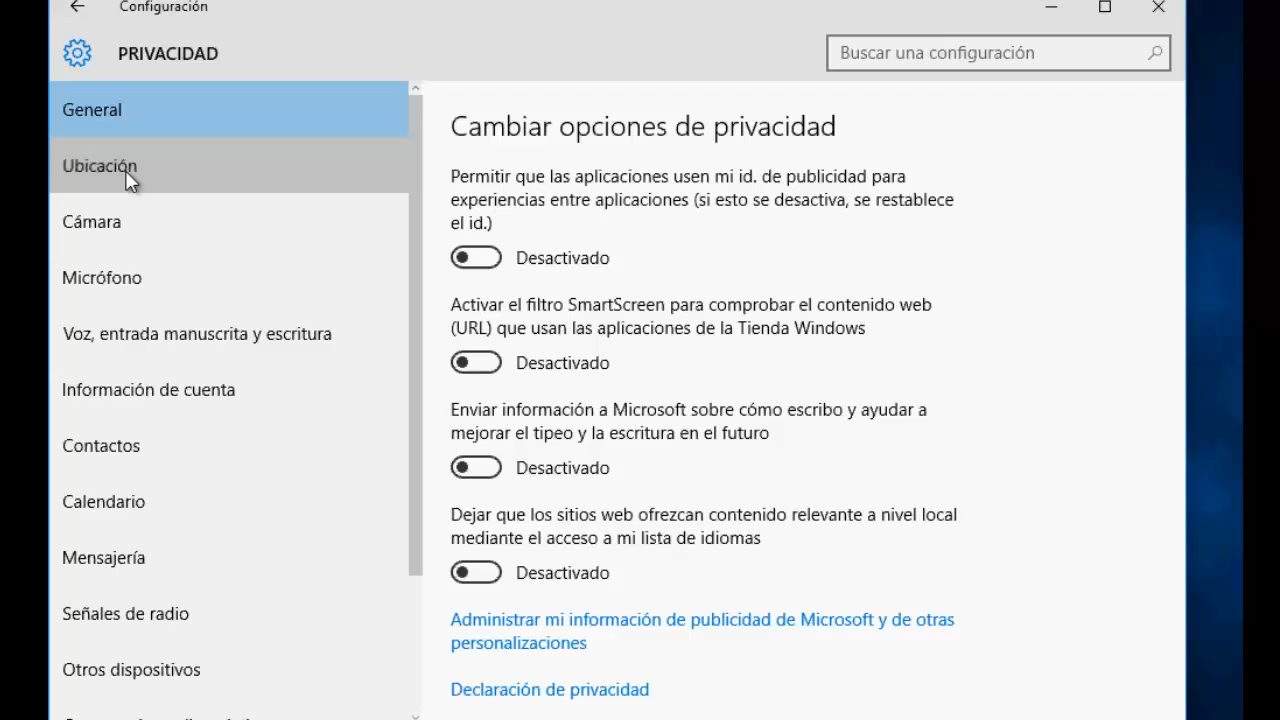 Configuración
PRIVACIDAD
Buscar una configuración
General
Ubicación
Cámara
Micrófono
Voz, entrada manuscrita y escritura
Información de cuenta
Contactos
Calendario
Mensajería
Señales de radio
Otros dispositivos
Cambiar opciones de privacidad
Permitir que las aplicaciones usen mi id. de publicidad para
experiencias entre aplicaciones (si esto se desactiva, se restablece
el id.)
Desactivado
Activar el filtro SmartScreen para comprobar el contenido web
(URL) que usan las aplicaciones de la Tienda Windows
Desactivado
Enviar información a Microsoft sobre cómo escribo y ayudar a
mejorar el tipeo y la escritura en el futuro
Desactivado
Dejar que los sitios web ofrezcan contenido relevante a nivel local
mediante el acceso a mi lista de idiomas
Desactivado
Administrar mi información de publicidad de Microsoft y de otras
personalizaciones
Declaración de privacidad